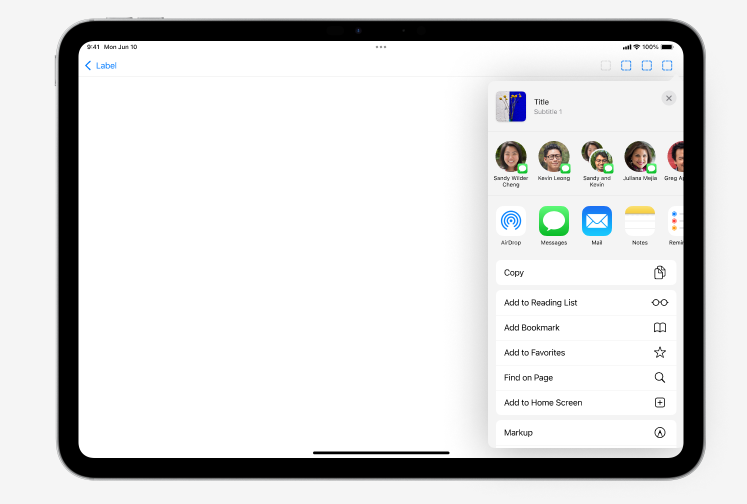 9:41 Mon Jun 10
100%
Label
Title
Subtitle 1
Sandy Wilder
Cheng
Kevin Leong
Sandy and
Kevin
Juliana Mejia
Greg A
AirDrop
Messages
Mail
Notes
Remin
Copy
Add to Reading List
Add Bookmark
Add to Favorites
Find on Page
Add to Home Screen
Markup